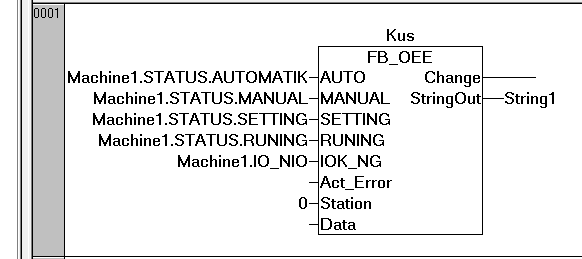 0001
Kus
FB_OEE
Machine1.STATUS.AUTOMATIK AUTO Change
Machine1.STATUS.MANUAL MANUAL StringOut String1
Machine1.STATUS.SETTING SETTING
Machine1.STATUS.RUNING RUNING
Machine1.IO_NIO IOK_NG
Act_Error
0 Station
Data